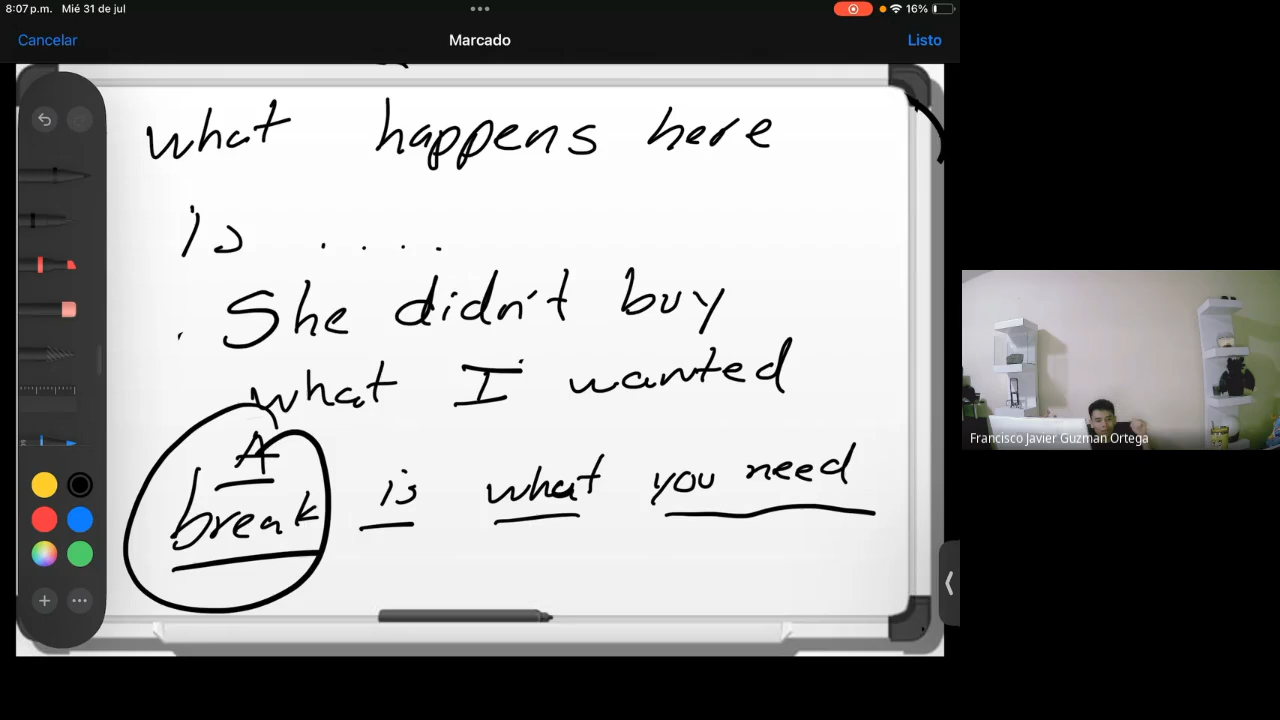 8:07 p.m. Mié 31 de jul
16%
Cancelar
Marcado
Listo
what happens here
is ....
. She didn't buy
what I wanted
A
break is what you need
Francisco Javier Guzman Ortega